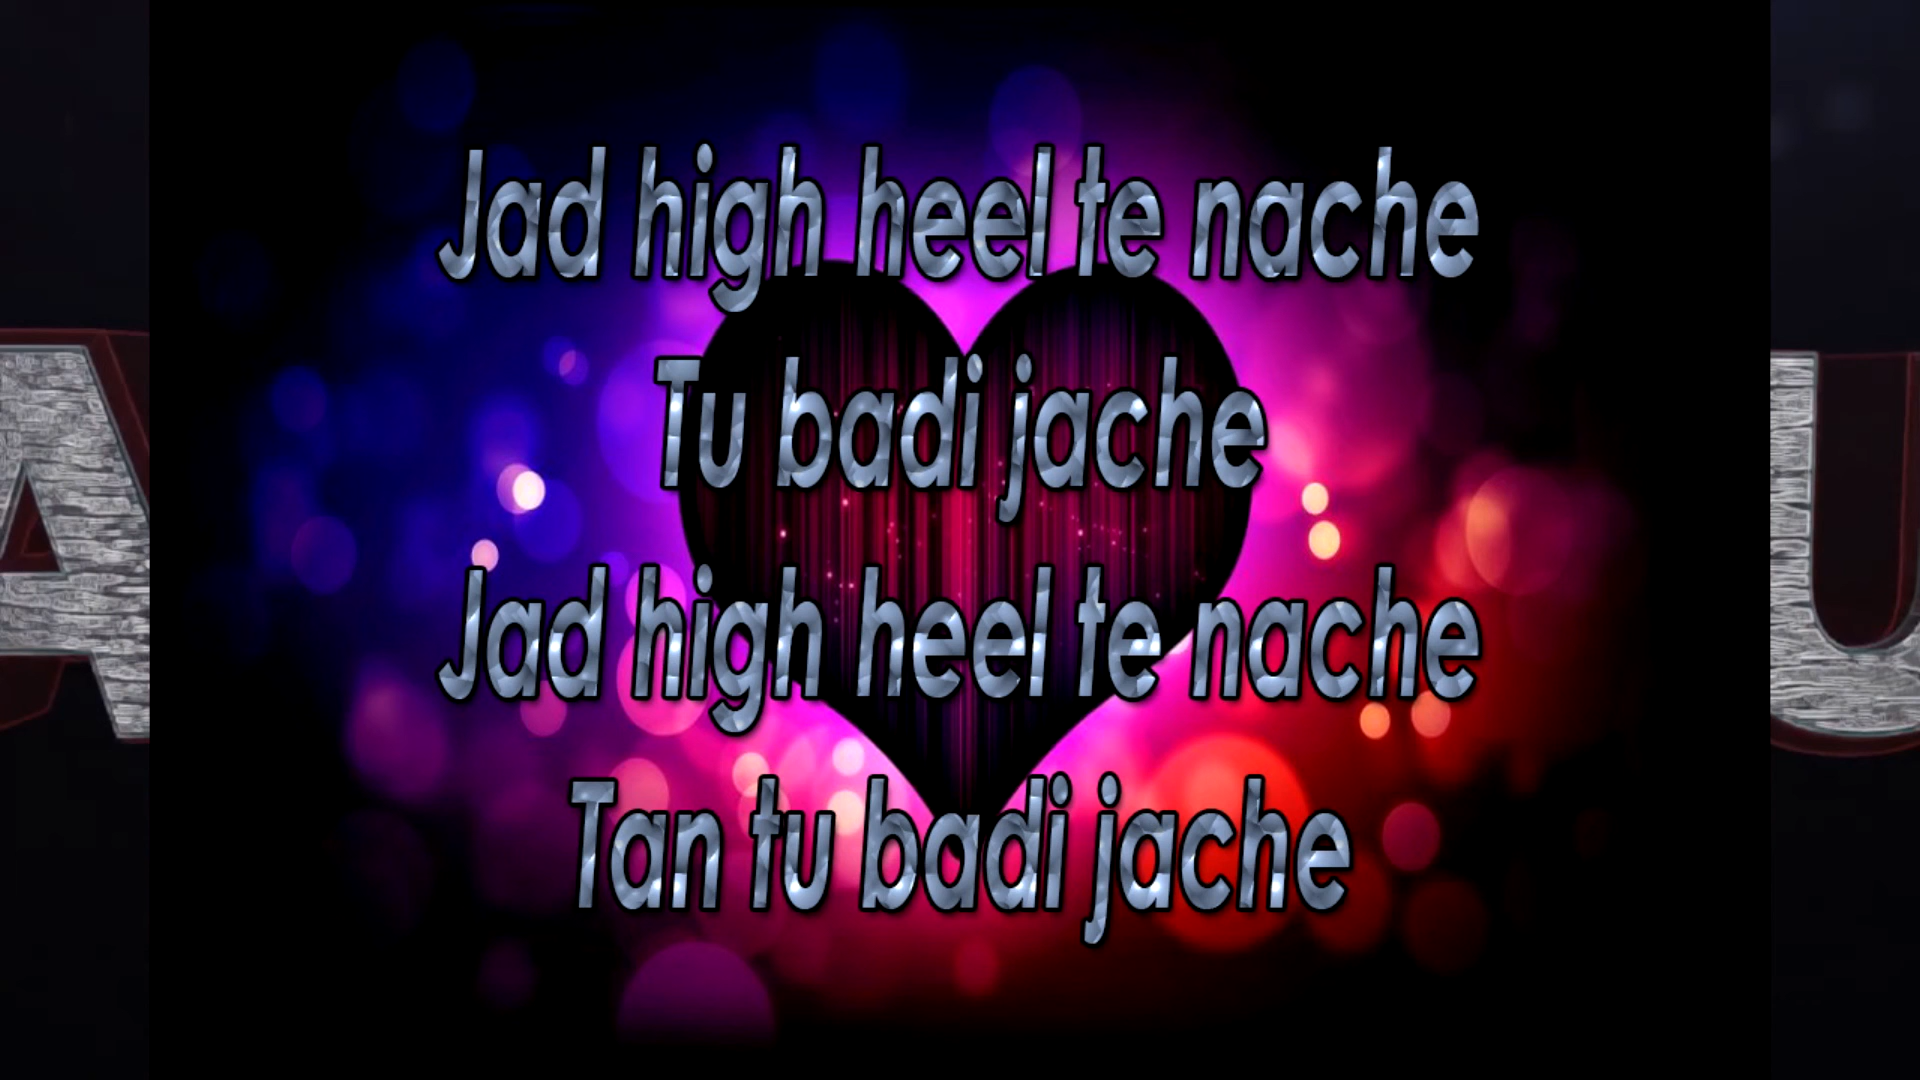 Jad high heel te nache
Tu badi jache
Jad high heel te nache
Tan tu badi jache
A
U